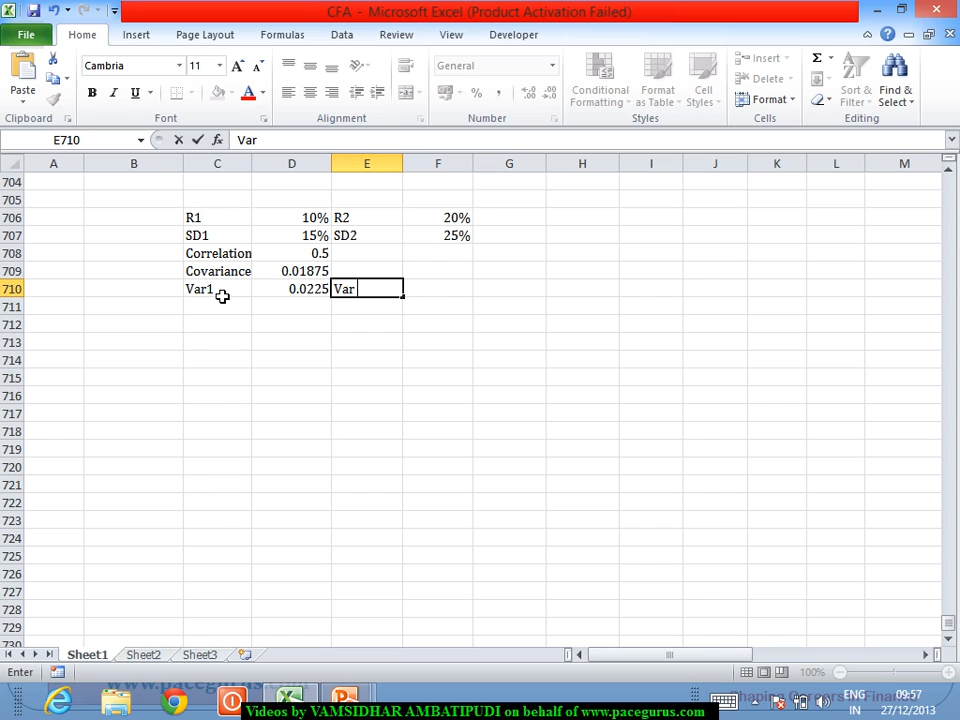 CFA - Microsoft Excel (Product Activation Failed)
File Home Insert Page Layout Formulas Data Review View Developer
Paste
Cambria 11
B I U A
General
Conditional Formatting
Format as Table
Cell Styles
Insert
Delete
Format
Sort & Filter
Find & Select
Clipboard Font Alignment Number Styles Cells Editing
E710 fx Var
A B C D E F G H I J K L M
704
705
706 R1 10% R2 20%
707 SD1 15% SD2 25%
708 Correlation 0.5
709 Covariance 0.01875
710 Var1 0.0225 Var
711
712
713
714
715
716
717
718
719
720
721
722
723
724
725
726
727
728
729
730
Sheet1 Sheet2 Sheet3
Enter 100%
www.pacegurus.com
ENG 09:57
IN 27/12/2013
Videos by VAMSIDHAR AMBATIPUDI on behalf of www.pacegurus.com